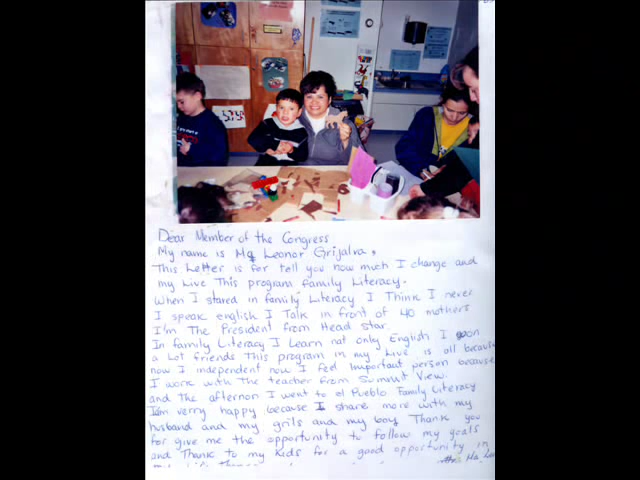 Dear Member of the Congress
My name is Ma Leonor Grijalva,
This Letter is for tell you how much I change and
my Live This program family Literacy.
When I stared in family Literacy I Think I never
I speak english I Talk in front of 40 mothers
I'm The President from Head Star.
In family Literacy I Learn not only English I
a Lot friends This program in my Live is all because
now I independent now I feel Important person because
I work with The teacher from Summit View.
and the afternon I went to el Pueblo Family Literacy
I'm verry happy because I share more with my
husband and my grils and my boy Thank you
for give me the opportunity to follow my goals
and Thank to my Kids for a good opportunity in